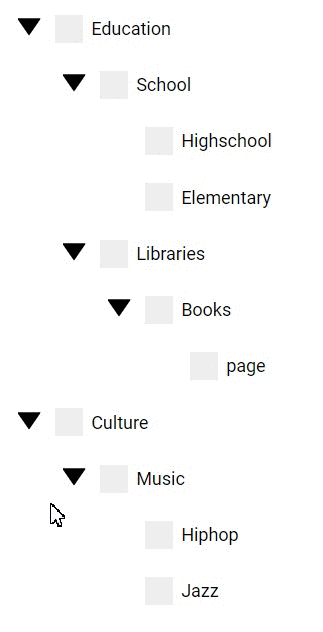 Education
School
Highschool
Elementary
Libraries
Books
page
Culture
Music
Hiphop
Jazz